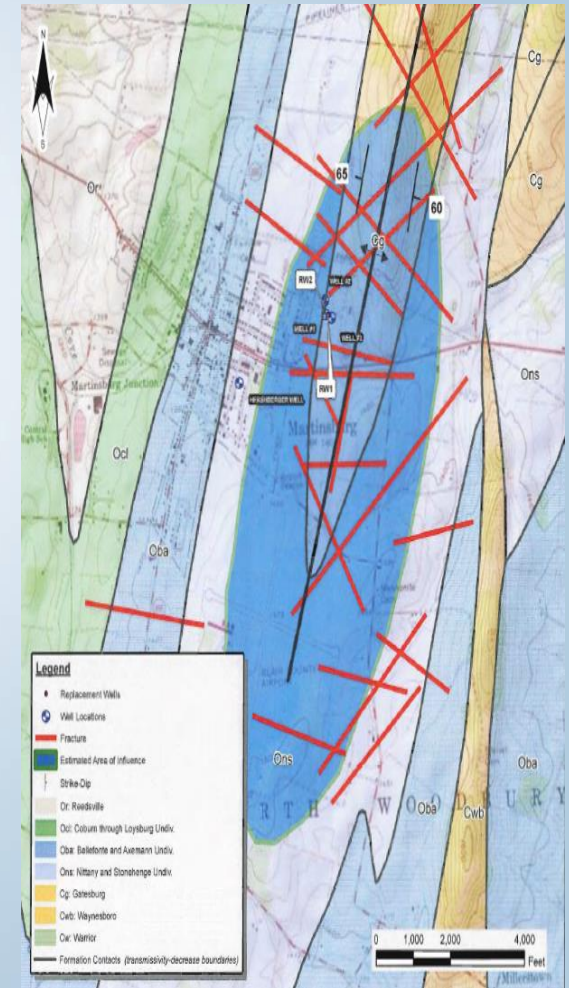 N
PIPELINES
Cg
Cg
Or
65
60
Cg
RW2
WELL #2
WELL #1
WELL #3
RW1
Martinsburg Junction
HERSHBERGER WELL
Martinsburg
Ons
Ocl
Oba
Ons
Oba
Oba
Cwb
R T H W O O D B U R Y
Legend
Replacement Wells
Well Locations
Fracture
Estimated Area of Influence
Strike-Dip
Or: Reedsville
Ocl: Coburn through Loysburg Undiv.
Oba: Bellefonte and Axemann Undiv.
Ons: Nittany and Stonehenge Undiv.
Cg: Gatesburg
Cwb: Waynesboro
Cw: Warrior
Formation Contacts (transmissivity-decrease boundaries)
0 1,000 2,000 4,000
Feet
Millerstown